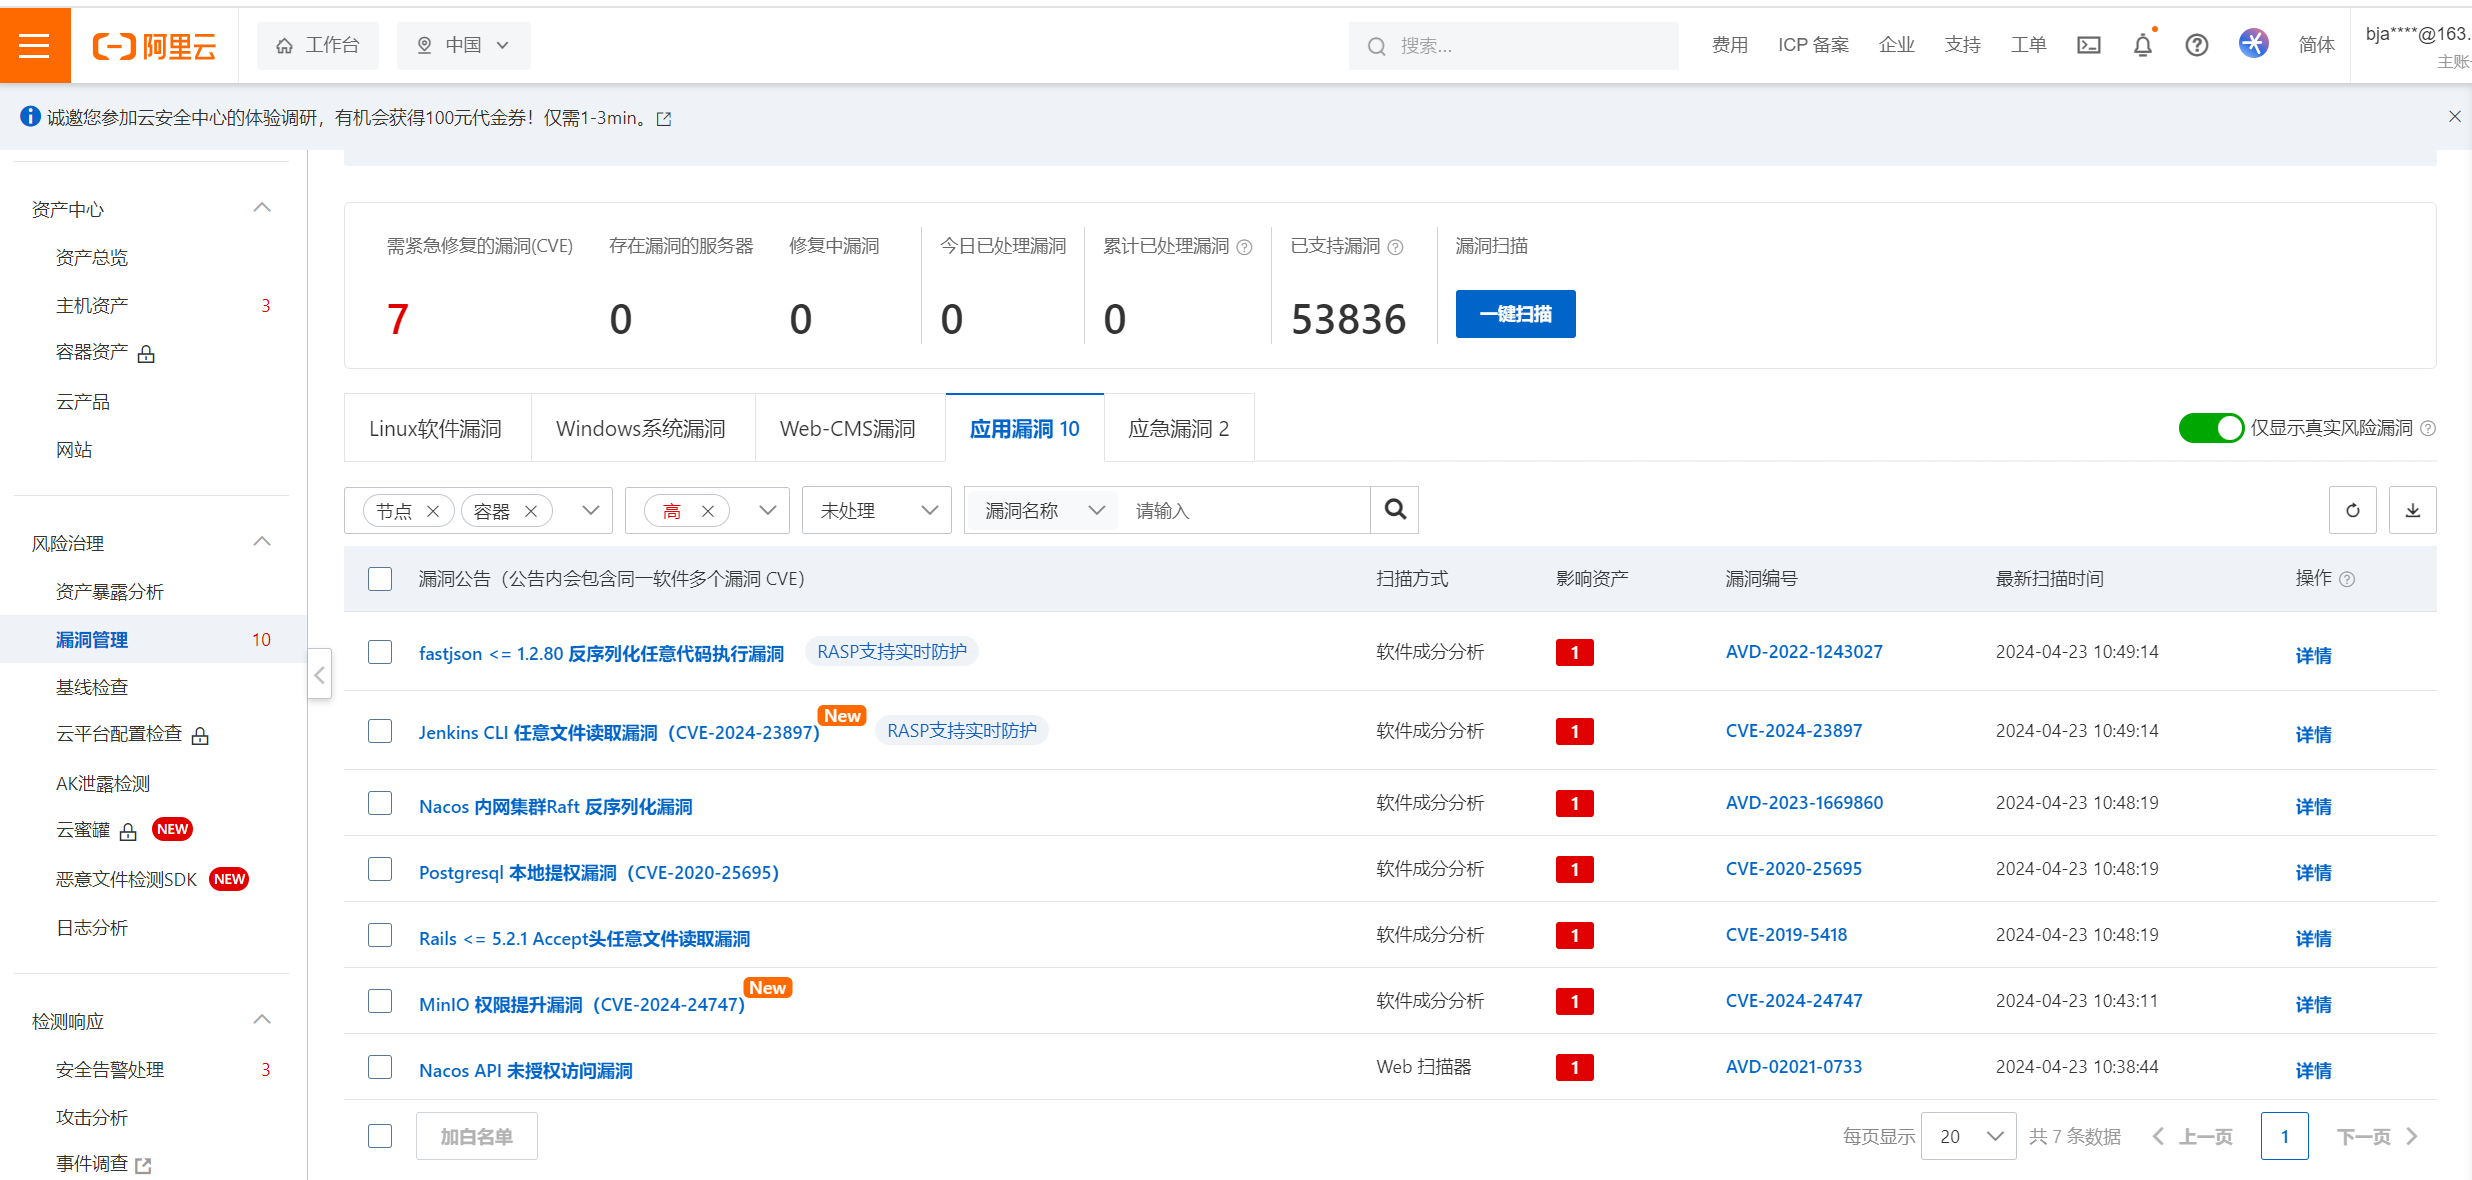 阿里云 工作台 中国 搜索... 费用 ICP 备案 企业 支持 工单 简体 bja****@163.
主账
诚邀您参加云安全中心的体验调研，有机会获得100元代金券！仅需1-3min。
资产中心
资产总览
主机资产 3
容器资产
云产品
网站
风险治理
资产暴露分析
漏洞管理 10
基线检查
云平台配置检查
AK泄露检测
云蜜罐 NEW
恶意文件检测SDK NEW
日志分析
检测响应
安全告警处理 3
攻击分析
事件调查
需紧急修复的漏洞(CVE) 存在漏洞的服务器 修复中漏洞 今日已处理漏洞 累计已处理漏洞 已支持漏洞 漏洞扫描
7 0 0 0 0 53836 一键扫描
Linux软件漏洞 Windows系统漏洞 Web-CMS漏洞 应用漏洞 10 应急漏洞 2 仅显示真实风险漏洞
节点 容器 高 未处理 漏洞名称 请输入
漏洞公告（公告内会包含同一软件多个漏洞 CVE） 扫描方式 影响资产 漏洞编号 最新扫描时间 操作
fastjson <= 1.2.80 反序列化任意代码执行漏洞 RASP支持实时防护 软件成分分析 1 AVD-2022-1243027 2024-04-23 10:49:14 详情
Jenkins CLI 任意文件读取漏洞（CVE-2024-23897） New RASP支持实时防护 软件成分分析 1 CVE-2024-23897 2024-04-23 10:49:14 详情
Nacos 内网集群Raft 反序列化漏洞 软件成分分析 1 AVD-2023-1669860 2024-04-23 10:48:19 详情
Postgresql 本地提权漏洞（CVE-2020-25695） 软件成分分析 1 CVE-2020-25695 2024-04-23 10:48:19 详情
Rails <= 5.2.1 Accept头任意文件读取漏洞 软件成分分析 1 CVE-2019-5418 2024-04-23 10:48:19 详情
MinIO 权限提升漏洞（CVE-2024-24747） New 软件成分分析 1 CVE-2024-24747 2024-04-23 10:43:11 详情
Nacos API 未授权访问漏洞 Web 扫描器 1 AVD-02021-0733 2024-04-23 10:38:44 详情
加白名单 每页显示 20 共 7 条数据 上一页 1 下一页